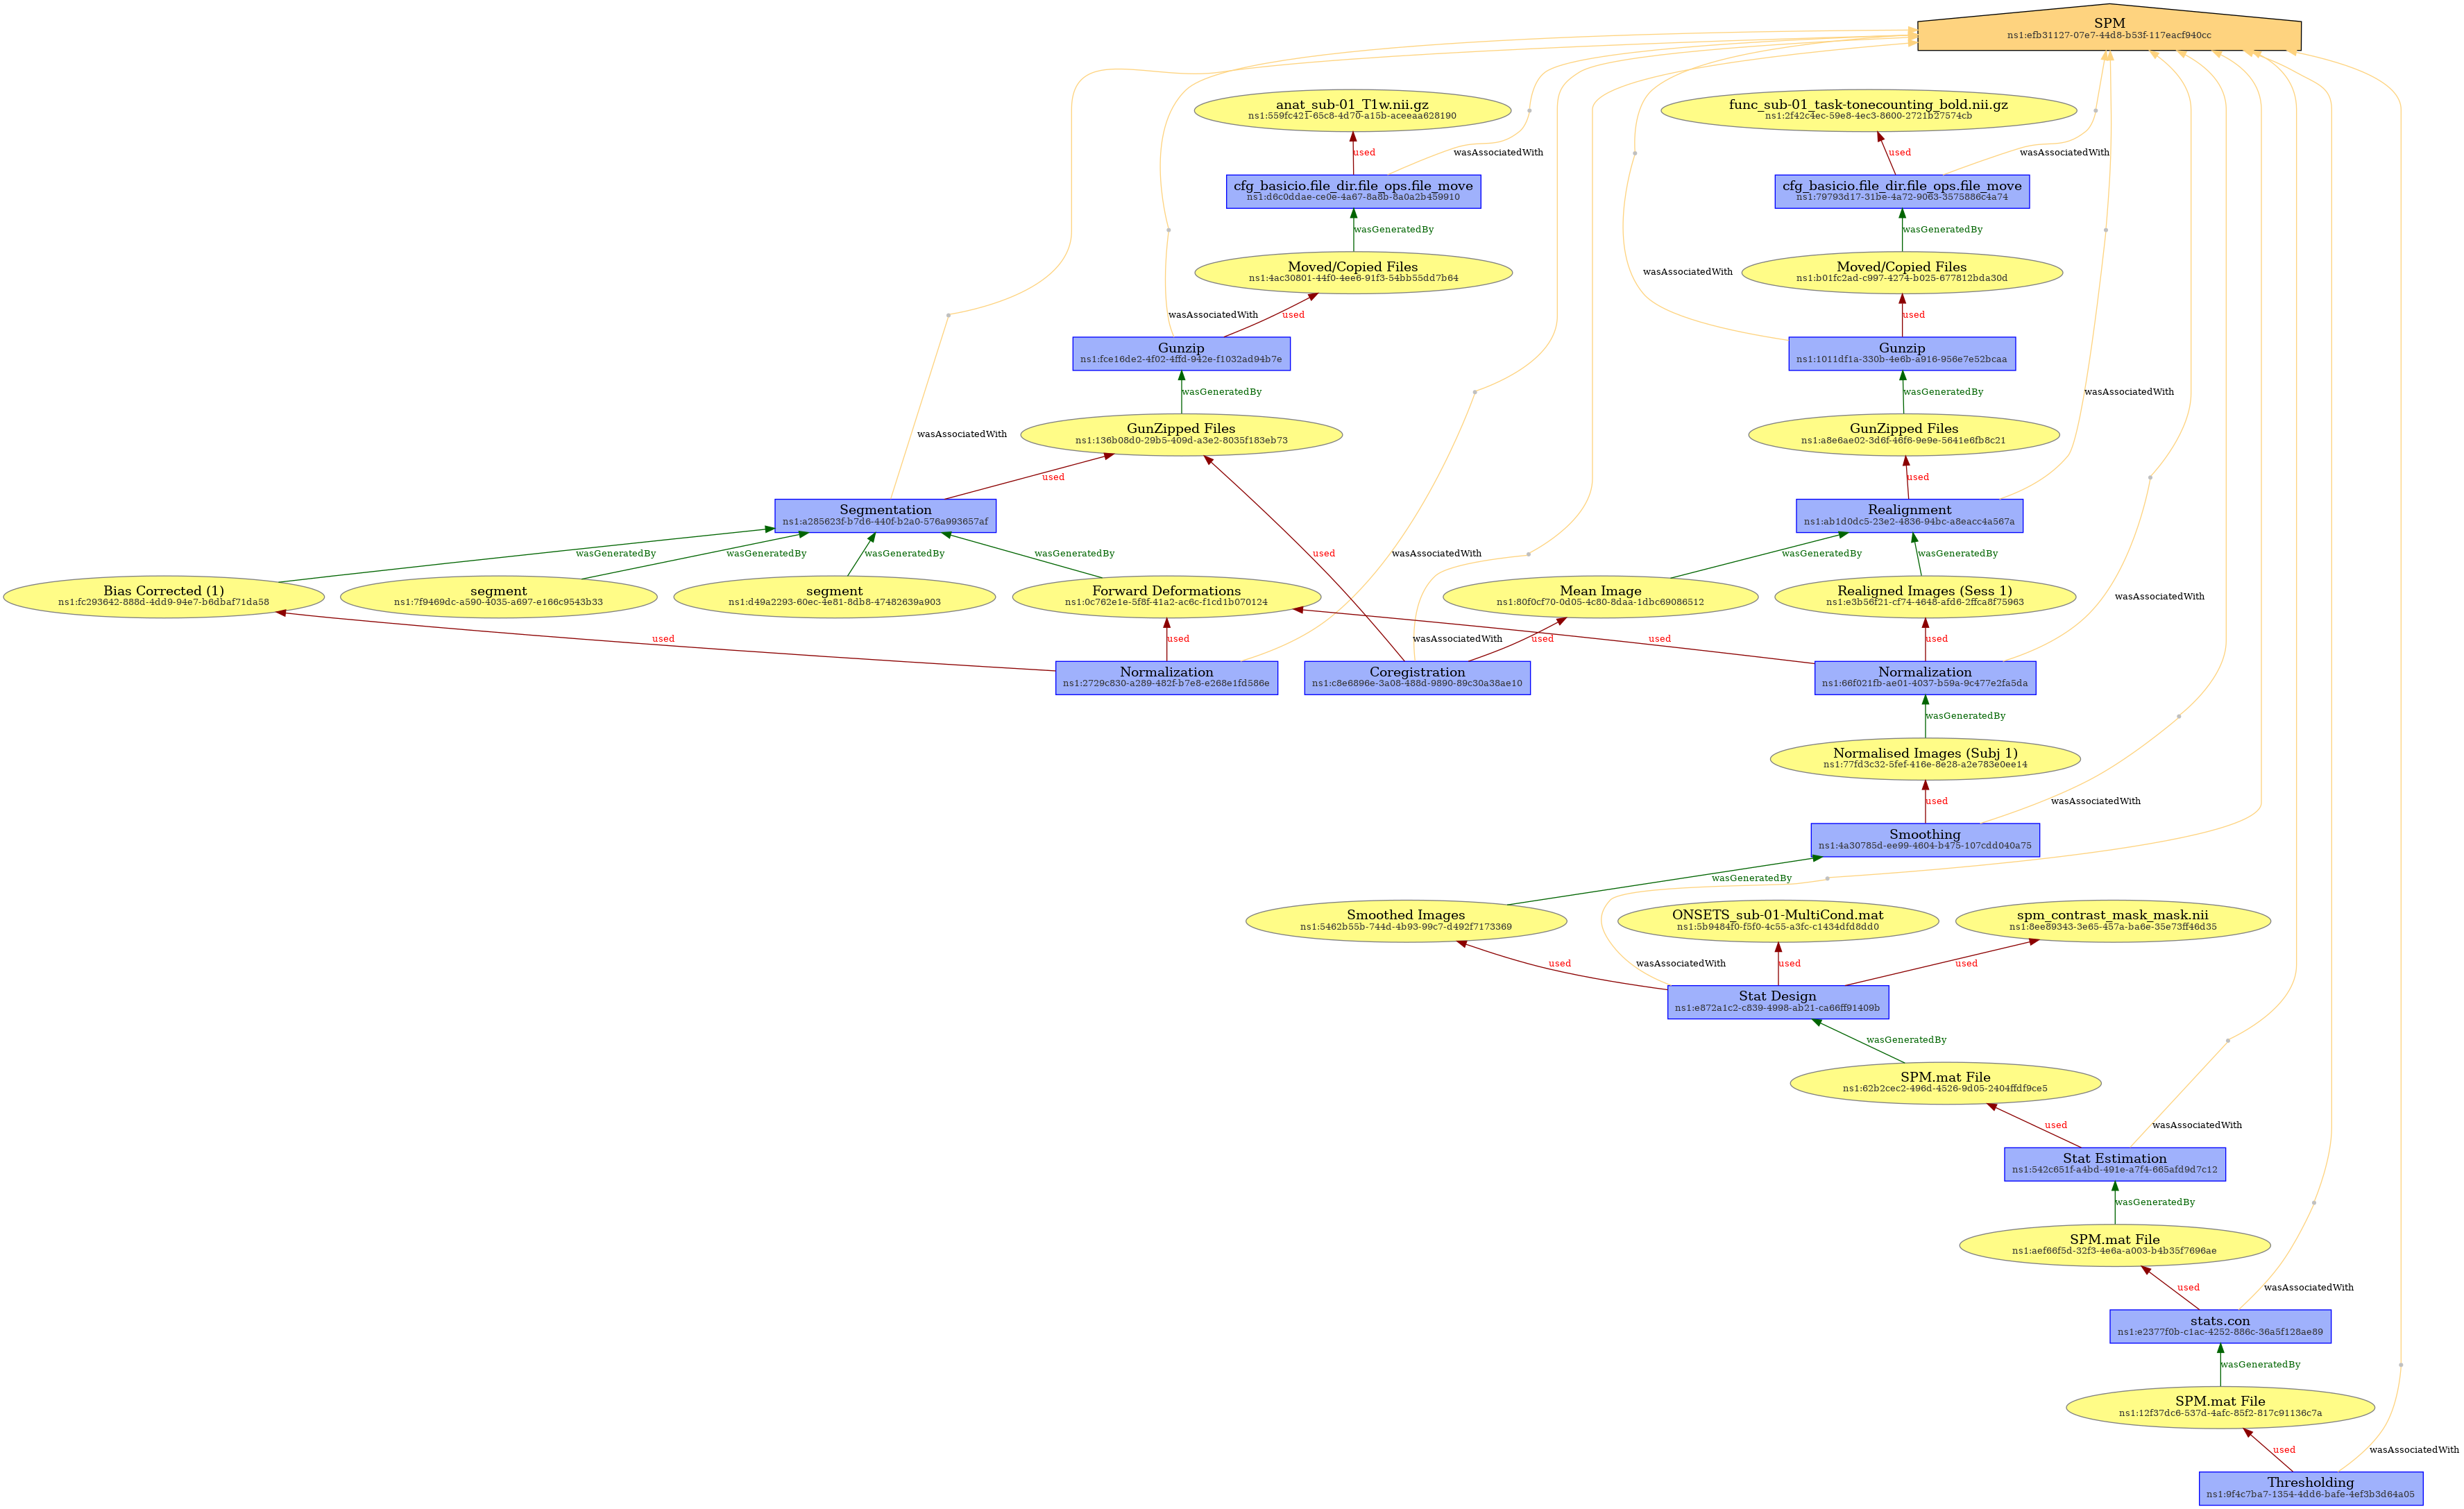 SPM
ns1:efb31127-07e7-44d8-b53f-117eacf940cc
anat_sub-01_T1w.nii.gz
ns1:559fc421-65c8-4d70-a15b-aceeaa628190
func_sub-01_task-tonecounting_bold.nii.gz
ns1:2f42c4ec-59e8-4ec3-8600-2721b27574cb
used
wasAssociatedWith
used
wasAssociatedWith
cfg_basicio.file_dir.file_ops.file_move
ns1:d6c0ddae-ce0e-4a67-8a8b-8a0a2b459910
cfg_basicio.file_dir.file_ops.file_move
ns1:79793d17-31be-4a72-9063-3575886c4a74
wasGeneratedBy
wasGeneratedBy
Moved/Copied Files
ns1:4ac30801-44f0-4ee6-91f3-54bb55dd7b64
wasAssociatedWith
Moved/Copied Files
ns1:b01fc2ad-c997-4274-b025-677812bda30d
wasAssociatedWith
used
used
Gunzip
ns1:fce16de2-4f02-4ffd-942e-f1032ad94b7e
Gunzip
ns1:1011df1a-330b-4e6b-a916-956e7e52bcaa
wasGeneratedBy
wasGeneratedBy
wasAssociatedWith
wasAssociatedWith
GunZipped Files
ns1:136b08d0-29b5-409d-a3e2-8035f183eb73
GunZipped Files
ns1:a8e6ae02-3d6f-46f6-9e9e-5641e6fb8c21
used
used
Segmentation
ns1:a285623f-b7d6-440f-b2a0-576a993657af
Realignment
ns1:ab1d0dc5-23e2-4836-94bc-a8eacc4a567a
wasGeneratedBy
wasGeneratedBy
wasGeneratedBy
wasGeneratedBy
used
wasAssociatedWith
wasGeneratedBy
wasGeneratedBy
Bias Corrected (1)
ns1:fc293642-888d-4dd9-94e7-b6dbaf71da58
segment
ns1:7f9469dc-a590-4035-a697-e166c9543b33
segment
ns1:d49a2293-60ec-4e81-8db8-47482639a903
Forward Deformations
ns1:0c762e1e-5f8f-41a2-ac6c-f1cd1b070124
Mean Image
ns1:80f0cf70-0d05-4c80-8daa-1dbc69086512
Realigned Images (Sess 1)
ns1:e3b56f21-cf74-4648-afd6-2ffca8f75963
wasAssociatedWith
used
used
wasAssociatedWith
used
used
used
Normalization
ns1:2729c830-a289-482f-b7e8-e268e1fd586e
Coregistration
ns1:c8e6896e-3a08-488d-9890-89c30a38ae10
Normalization
ns1:66f021fb-ae01-4037-b59a-9c477e2fa5da
wasGeneratedBy
Normalised Images (Subj 1)
ns1:77fd3c32-5fef-416e-8e28-a2e783e0ee14
used
wasAssociatedWith
Smoothing
ns1:4a30785d-ee99-4604-b475-107cdd040a75
wasGeneratedBy
Smoothed Images
ns1:5462b55b-744d-4b93-99c7-d492f7173369
ONSETS_sub-01-MultiCond.mat
ns1:5b9484f0-f5f0-4c55-a3fc-c1434dfd8dd0
spm_contrast_mask_mask.nii
ns1:8ee89343-3e65-457a-ba6e-35e73ff46d35
used
wasAssociatedWith
used
used
Stat Design
ns1:e872a1c2-c839-4998-ab21-ca66ff91409b
wasGeneratedBy
SPM.mat File
ns1:62b2cec2-496d-4526-9d05-2404ffdf9ce5
used
wasAssociatedWith
Stat Estimation
ns1:542c651f-a4bd-491e-a7f4-665afd9d7c12
wasGeneratedBy
SPM.mat File
ns1:aef66f5d-32f3-4e6a-a003-b4b35f7696ae
used
wasAssociatedWith
stats.con
ns1:e2377f0b-c1ac-4252-886c-36a5f128ae89
wasGeneratedBy
SPM.mat File
ns1:12f37dc6-537d-4afc-85f2-817c91136c7a
used
wasAssociatedWith
Thresholding
ns1:9f4c7ba7-1354-4dd6-bafe-4ef3b3d64a05